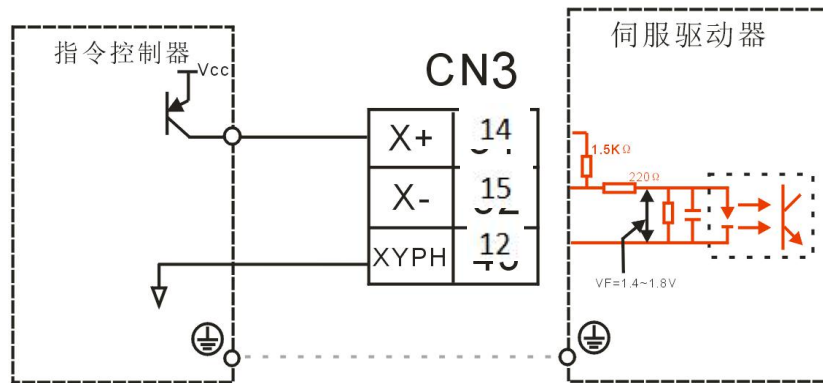 指令控制器
Vcc
CN3
X+ 14
X- 15
XYPH 12
伺服驱动器
1.5KΩ
220Ω
VF=1.4~1.8V